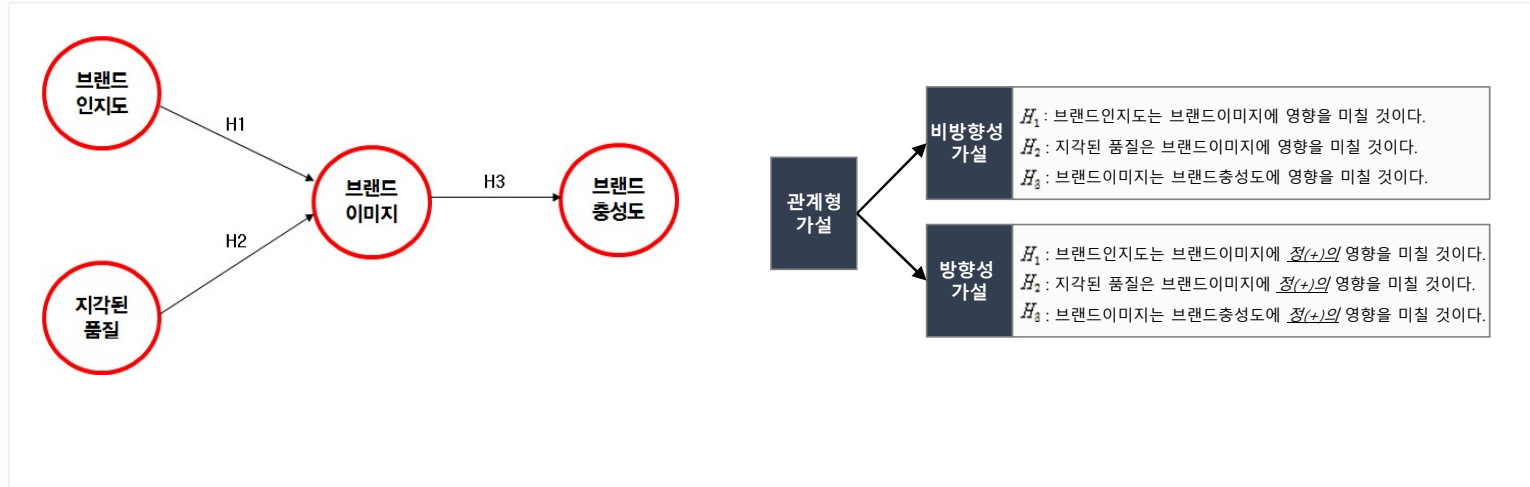 브랜드
인지도
H1
브랜드
이미지
H3
브랜드
충성도
H2
지각된
품질
관계형
가설
비방향성
가설
H₁ : 브랜드인지도는 브랜드이미지에 영향을 미칠 것이다.
H₂ : 지각된 품질은 브랜드이미지에 영향을 미칠 것이다.
H₃ : 브랜드이미지는 브랜드충성도에 영향을 미칠 것이다.
방향성
가설
H₁ : 브랜드인지도는 브랜드이미지에 정(+)의 영향을 미칠 것이다.
H₂ : 지각된 품질은 브랜드이미지에 정(+)의 영향을 미칠 것이다.
H₃ : 브랜드이미지는 브랜드충성도에 정(+)의 영향을 미칠 것이다.